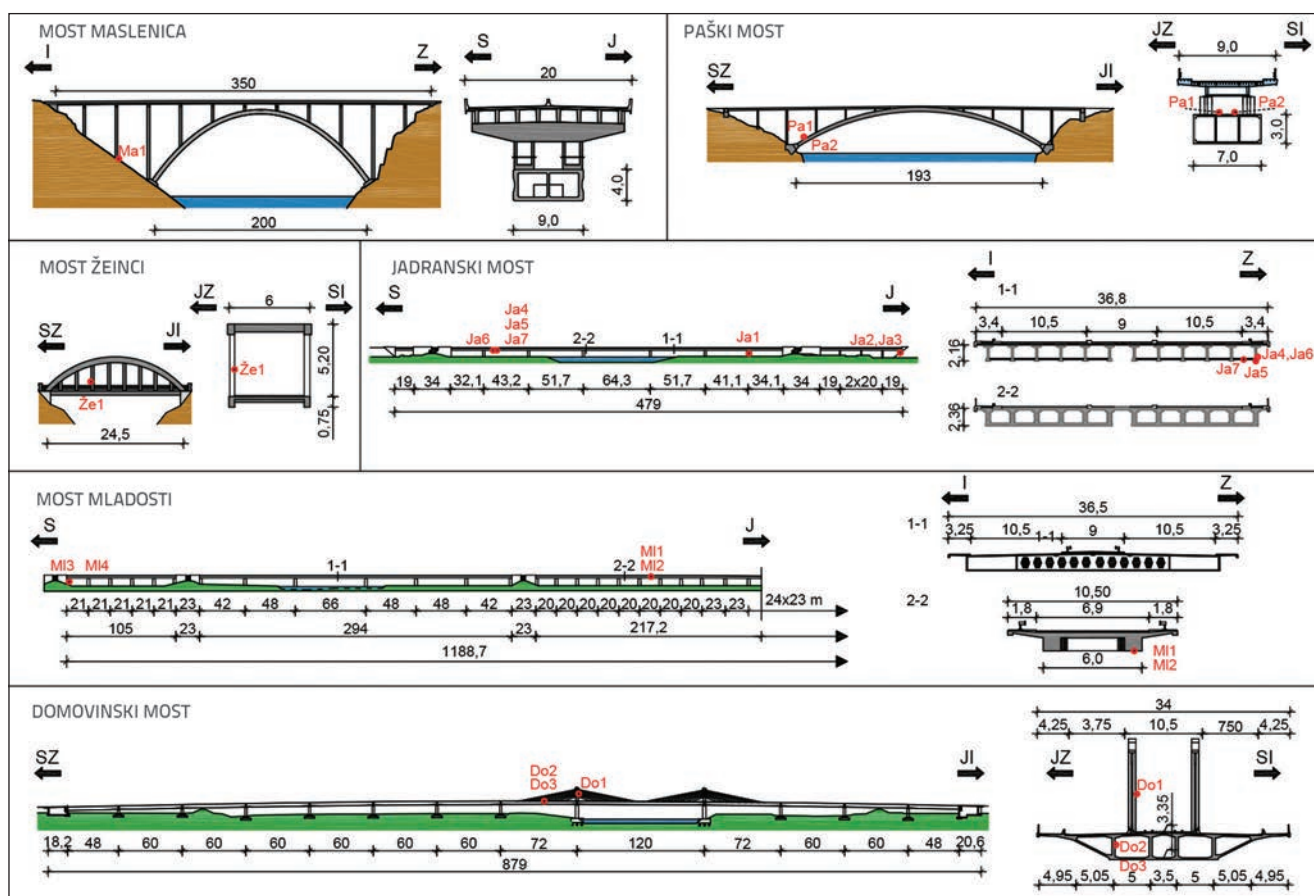 MOST MASLENICA
I
Z
350
Ma1
200
S
J
20
4,0
9,0
PAŠKI MOST
SZ
JI
Pa1
Pa2
193
JZ
SI
9,0
Pa1
Pa2
3,0
7,0
MOST ŽEINCI
SZ
JI
Že1
24,5
JZ
SI
6
Že1
5,20
0,75
JADRANSKI MOST
S
J
Ja4
Ja5
Ja6
Ja7
2-2
1-1
Ja1
Ja2,Ja3
19 34 32,1 43,2 51,7 64,3 51,7 41,1 34,1 34 19 2x20 19
479
I
Z
1-1
36,8
3,4 10,5 9 10,5 3,4
2,16
Ja4,Ja6
Ja7
Ja5
2-2
2,36
MOST MLADOSTI
S
J
Ml3
Ml4
1-1
2-2
Ml1
Ml2
21 21 21 21 21 23 42 48 66 48 48 42 23 20 20 20 20 20 20 20 23 23
24x23 m
105 23 294 23 217,2
1188,7
I
Z
36,5
1-1
3,25 10,5 9 10,5 3,25
1-1
2-2
10,50
1,8 6,9 1,8
Ml1
Ml2
6,0
DOMOVINSKI MOST
SZ
JI
Do2
Do3
Do1
18,2 48 60 60 60 60 60 72 120 72 60 60 60 48 20,6
879
34
4,25 3,75 10,5 750 4,25
JZ
SI
Do1
3,35
Do2
Do3
4,95 5,05 5 3,5 5 5,05 4,95